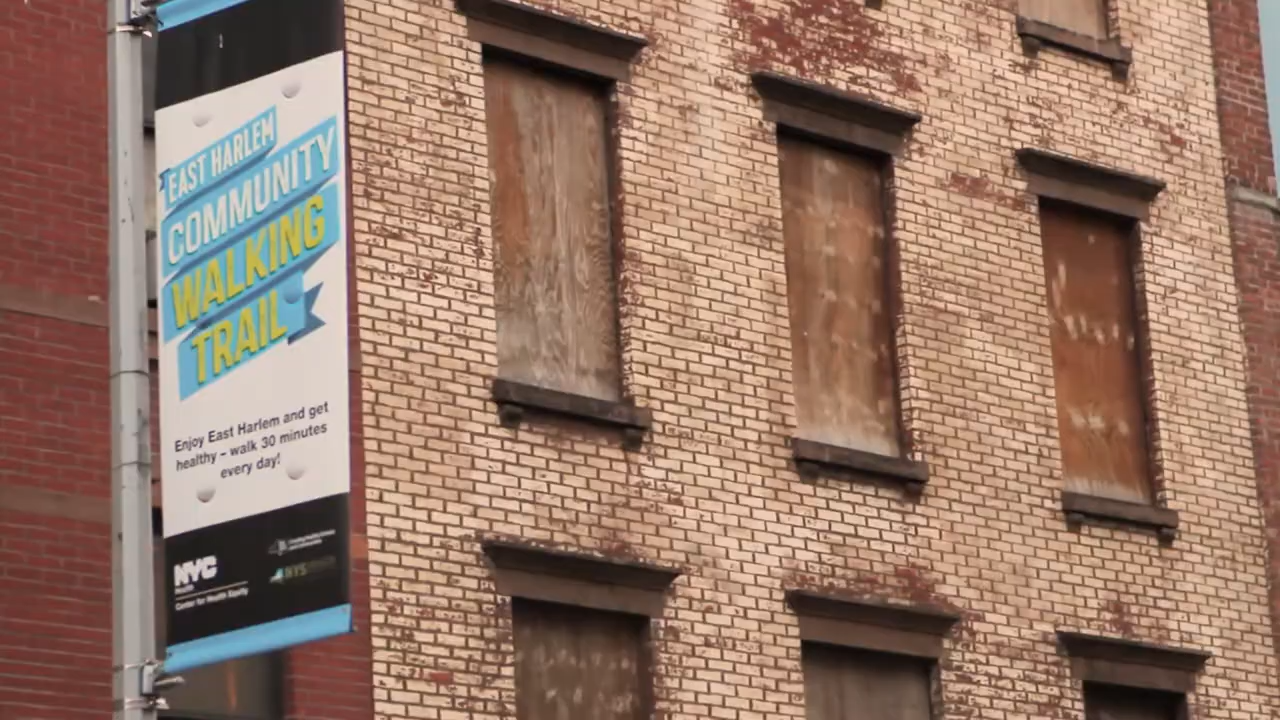 EAST HARLEM
COMMUNITY
WALKING
TRAIL
Enjoy East Harlem and get
healthy – walk 30 minutes
every day!
NYC
Health
Center for Health Equity
NYS